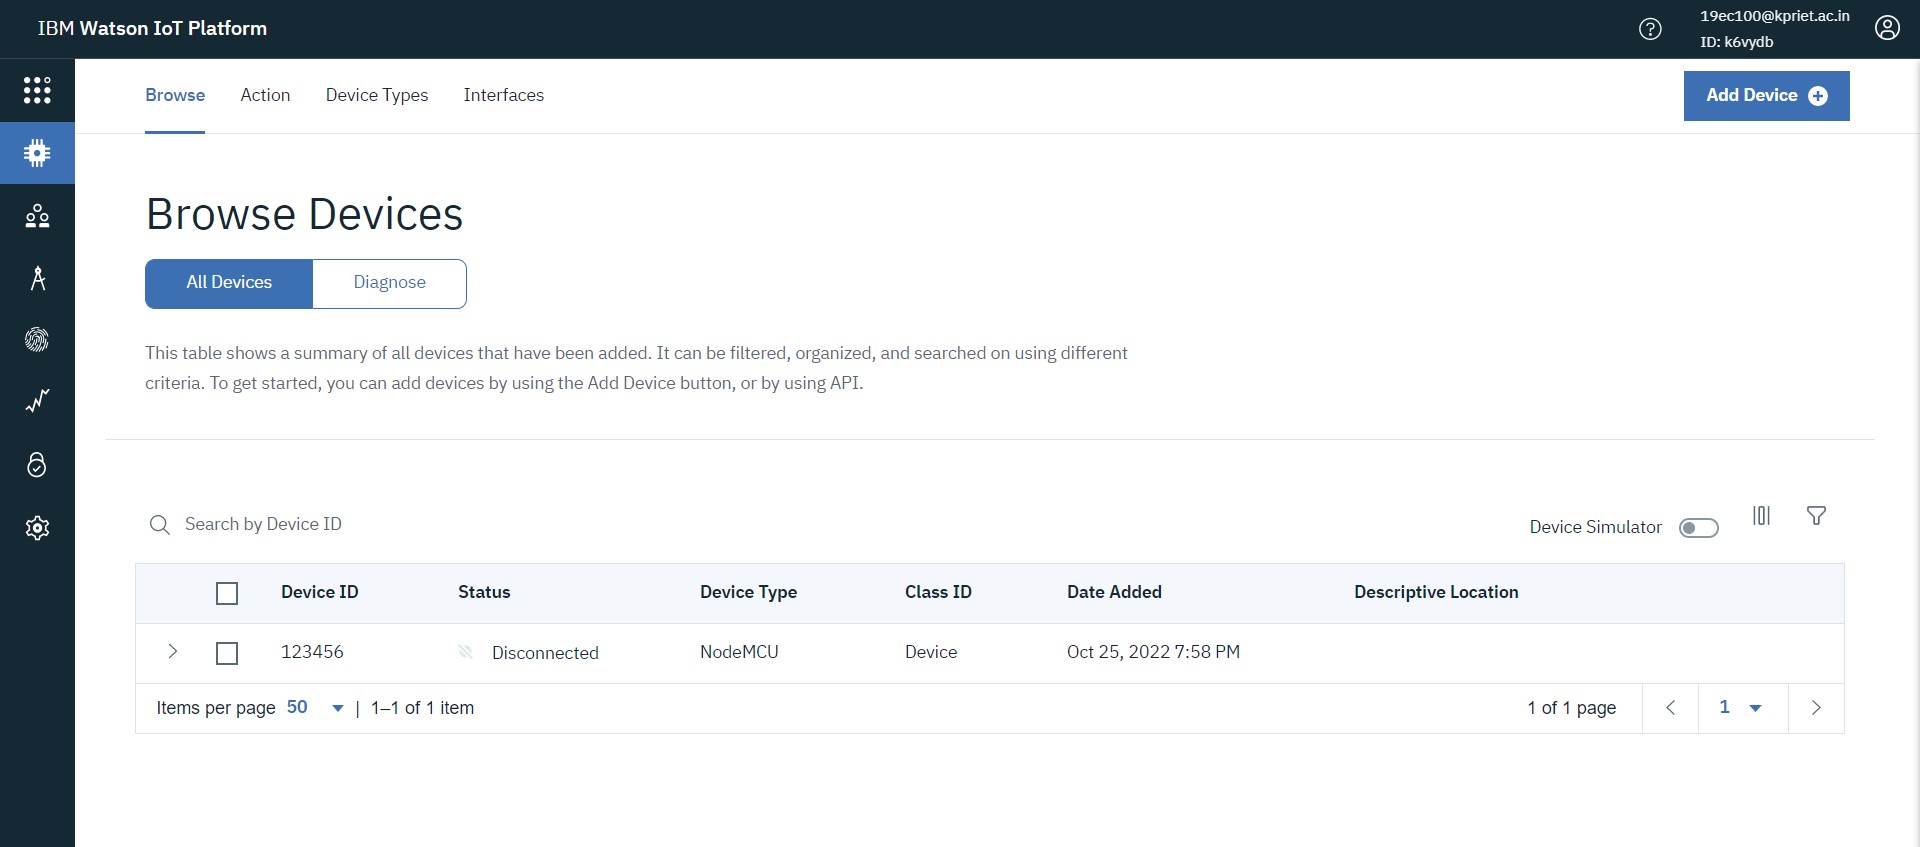 IBM Watson IoT Platform
19ec100@kpriet.ac.in
ID: k6vydb
Browse Action Device Types Interfaces
Add Device
Browse Devices
All Devices Diagnose
This table shows a summary of all devices that have been added. It can be filtered, organized, and searched on using different
criteria. To get started, you can add devices by using the Add Device button, or by using API.
Search by Device ID
Device Simulator
Device ID Status Device Type Class ID Date Added Descriptive Location
123456 Disconnected NodeMCU Device Oct 25, 2022 7:58 PM
Items per page 50 | 1–1 of 1 item 1 of 1 page 1